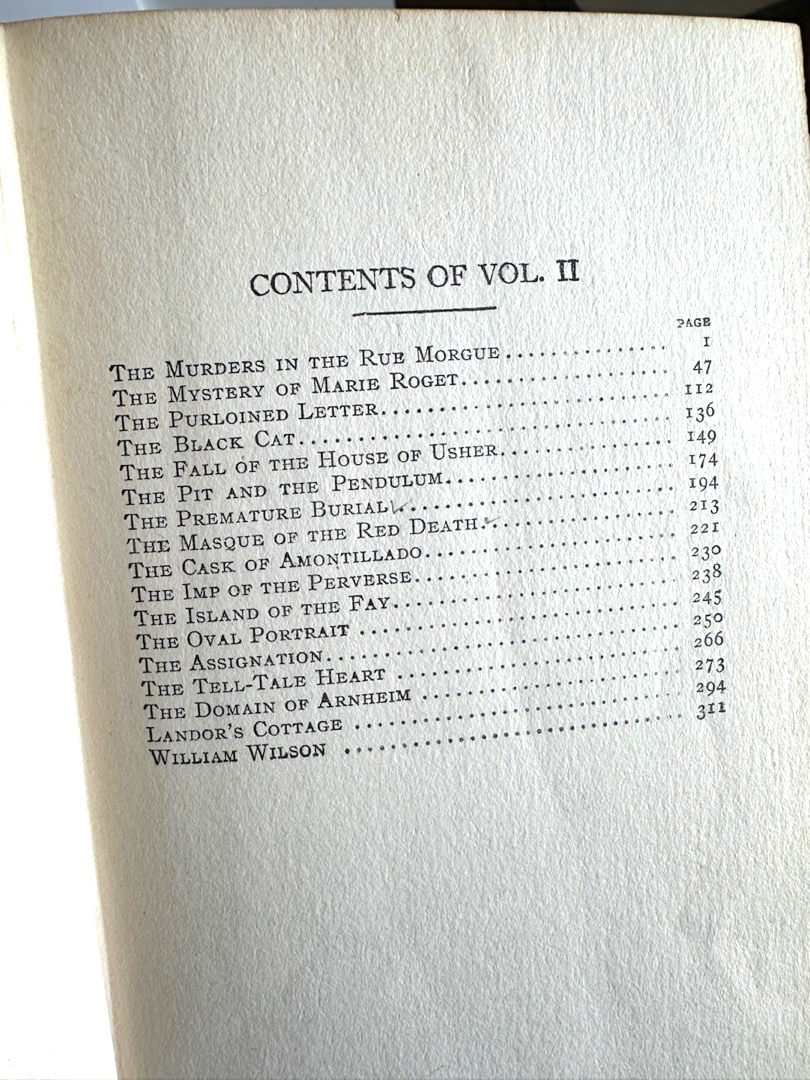 CONTENTS OF VOL. II
PAGE
THE MURDERS IN THE RUE MORGUE 1
THE MYSTERY OF MARIE ROGET 47
THE PURLOINED LETTER 112
THE BLACK CAT 136
THE FALL OF THE HOUSE OF USHER 149
THE PIT AND THE PENDULUM 174
THE PREMATURE BURIAL 194
THE MASQUE OF THE RED DEATH 213
THE CASK OF AMONTILLADO 221
THE IMP OF THE PERVERSE 230
THE ISLAND OF THE FAY 238
THE OVAL PORTRAIT 245
THE ASSIGNATION 250
THE TELL-TALE HEART 266
THE DOMAIN OF ARNHEIM 273
LANDOR'S COTTAGE 294
WILLIAM WILSON 311